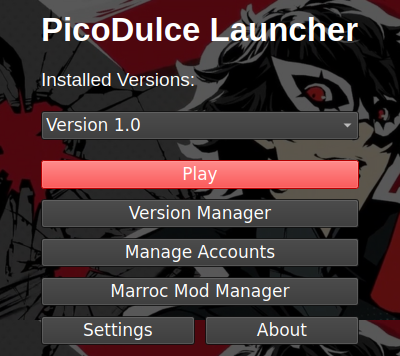 PicoDulce Launcher
Installed Versions:
Version 1.0
Play
Version Manager
Manage Accounts
Marroc Mod Manager
Settings About